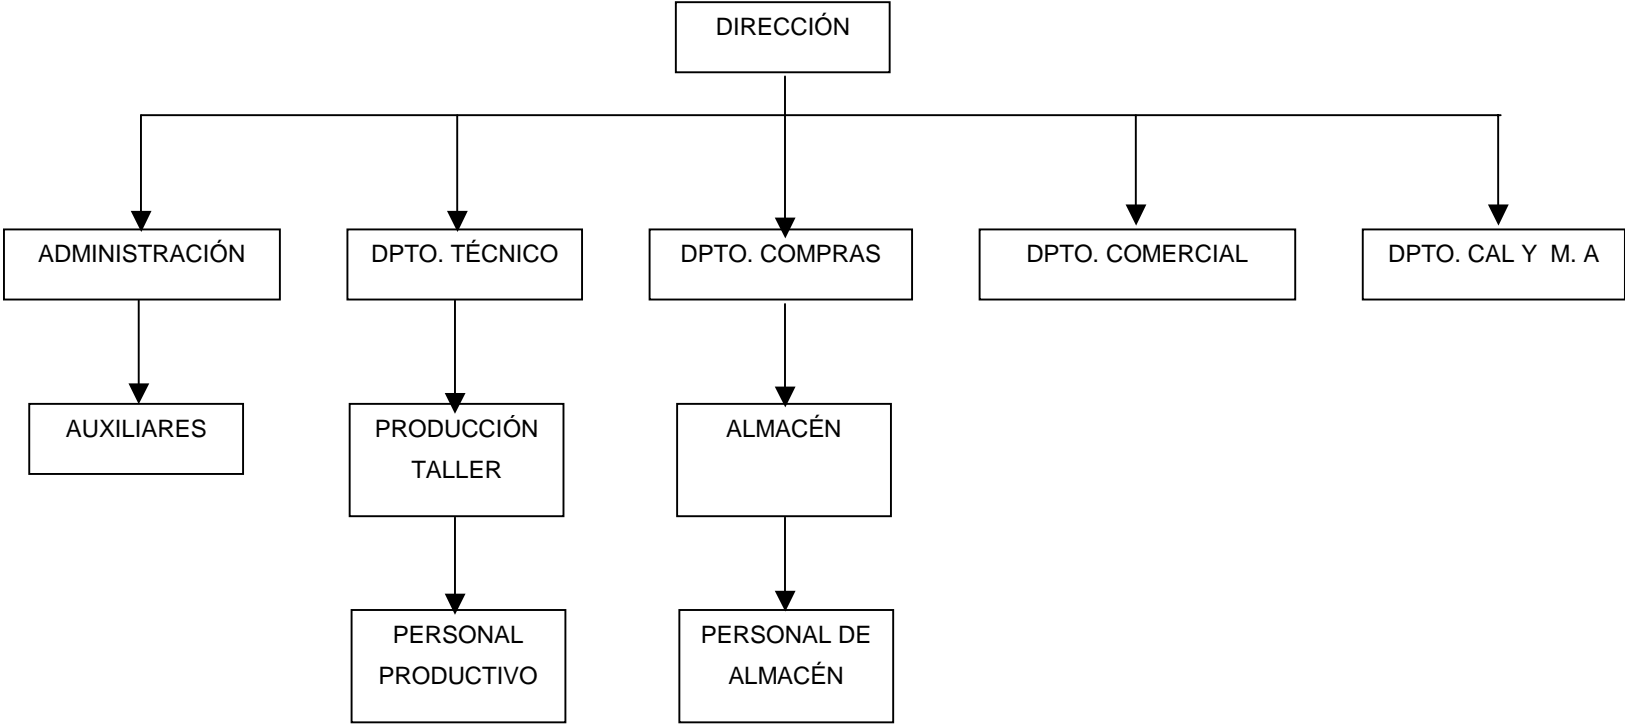 DIRECCIÓN
ADMINISTRACIÓN
DPTO. TÉCNICO
DPTO. COMPRAS
DPTO. COMERCIAL
DPTO. CAL Y  M. A
AUXILIARES
PRODUCCIÓN
TALLER
ALMACÉN
PERSONAL
PRODUCTIVO
PERSONAL DE
ALMACÉN